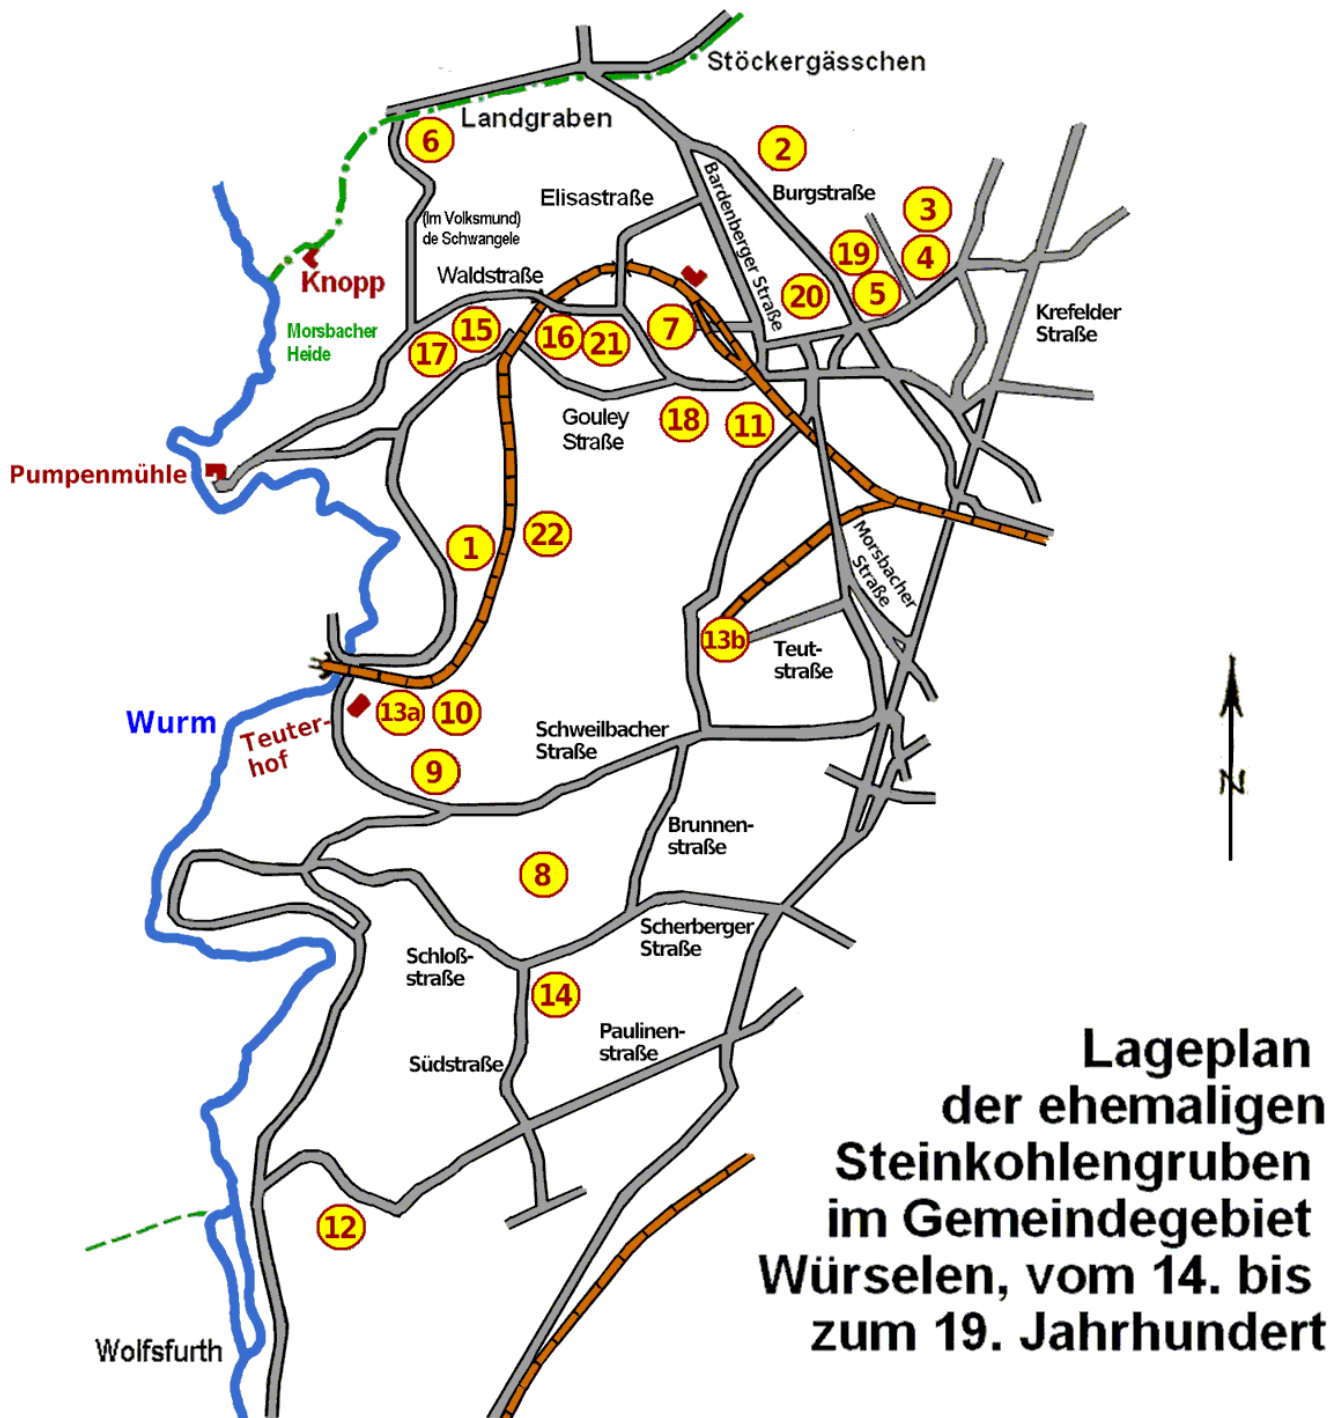 Stöckergässchen
Landgraben
6
2
Bardenberger Straße
Burgstraße
Elisastraße
3
(Im Volksmund)
de Schwangele
19
4
Knopp
Waldstraße
20
5
Morsbacher
Heide
15
16
21
7
Krefelder
Straße
17
Gouley
Straße
18
11
Pumpenmühle
1
22
Morsbacher
Straße
13b
Teut-
straße
Wurm
Teuter-
hof
13a
10
Schweilbacher
Straße
9
Brunnen-
straße
8
Scherberger
Straße
Schloß-
straße
14
Paulinen-
straße
Südstraße
N
12
Wolfsfurth
Lageplan
der ehemaligen
Steinkohlengruben
im Gemeindegebiet
Würselen, vom 14. bis
zum 19. Jahrhundert